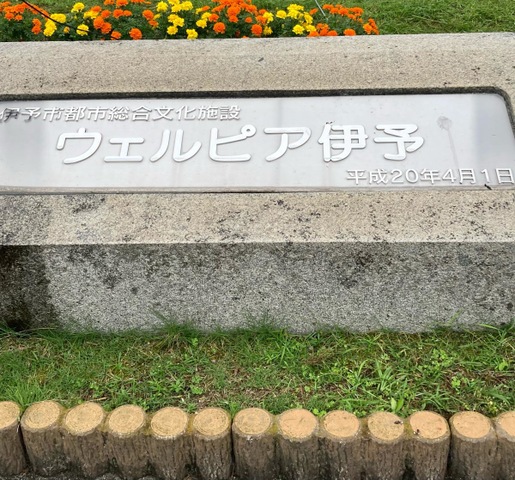 伊予市都市総合文化施設
ウェルピア伊予
平成20年4月1日